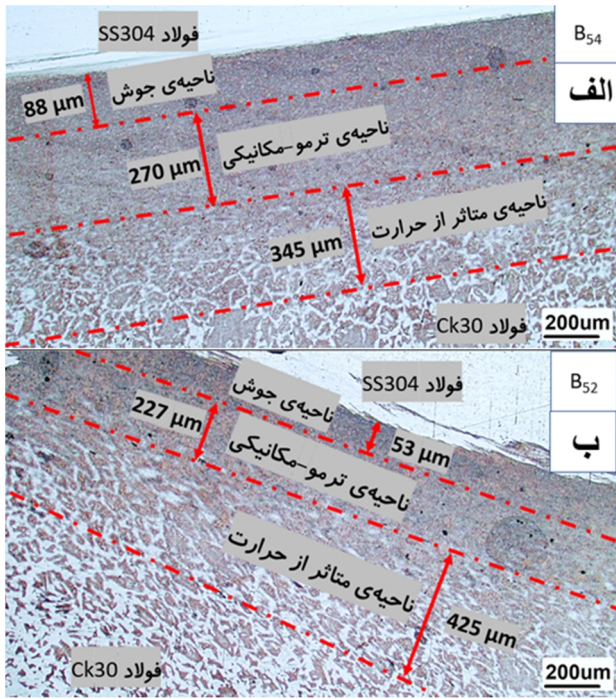 فولاد SS304
B54
الف
ناحیه‌ی جوش
88 µm
ناحیه‌ی ترمو-مکانیکی
270 µm
ناحیه‌ی متاثر از حرارت
345 µm
فولاد Ck30
200um
B52
ب
فولاد SS304
ناحیه‌ی جوش
227 µm
53 µm
ناحیه‌ی ترمو-مکانیکی
ناحیه‌ی متاثر از حرارت
425 µm
فولاد Ck30
200um